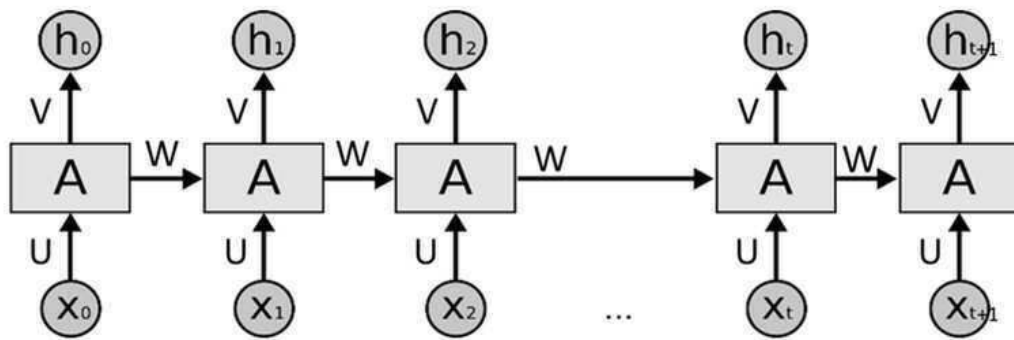 h0 h1 h2 ht ht+1
V V V V V
W W W W
A A A A A
U U U U U
x0 x1 x2 ... xt xt+1